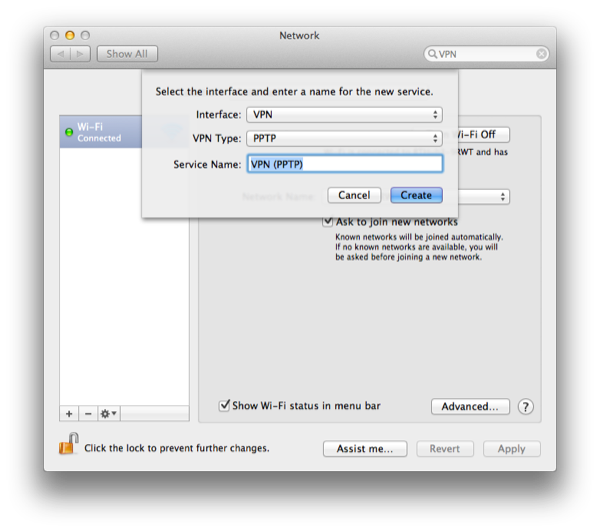 Network
Show All
VPN
Select the interface and enter a name for the new service.
Interface: VPN
VPN Type: PPTP
Service Name: VPN (PPTP)
Cancel Create
Wi-Fi
Connected
Wi-Fi Off
RWT and has
Network Name
Ask to join new networks
Known networks will be joined automatically.
If no known networks are available, you will
be asked before joining a new network.
+ −
Show Wi-Fi status in menu bar
Advanced... ?
Click the lock to prevent further changes.
Assist me... Revert Apply